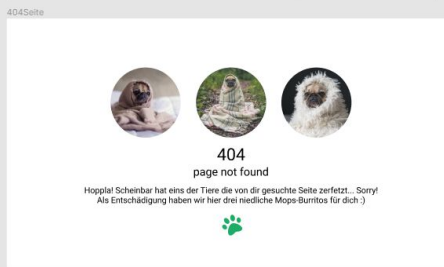 404Seite
404
page not found
Hoppla! Scheinbar hat eins der Tiere die von dir gesuchte Seite zerfetzt... Sorry!
Als Entschädigung haben wir hier drei niedliche Mops-Burritos für dich :)